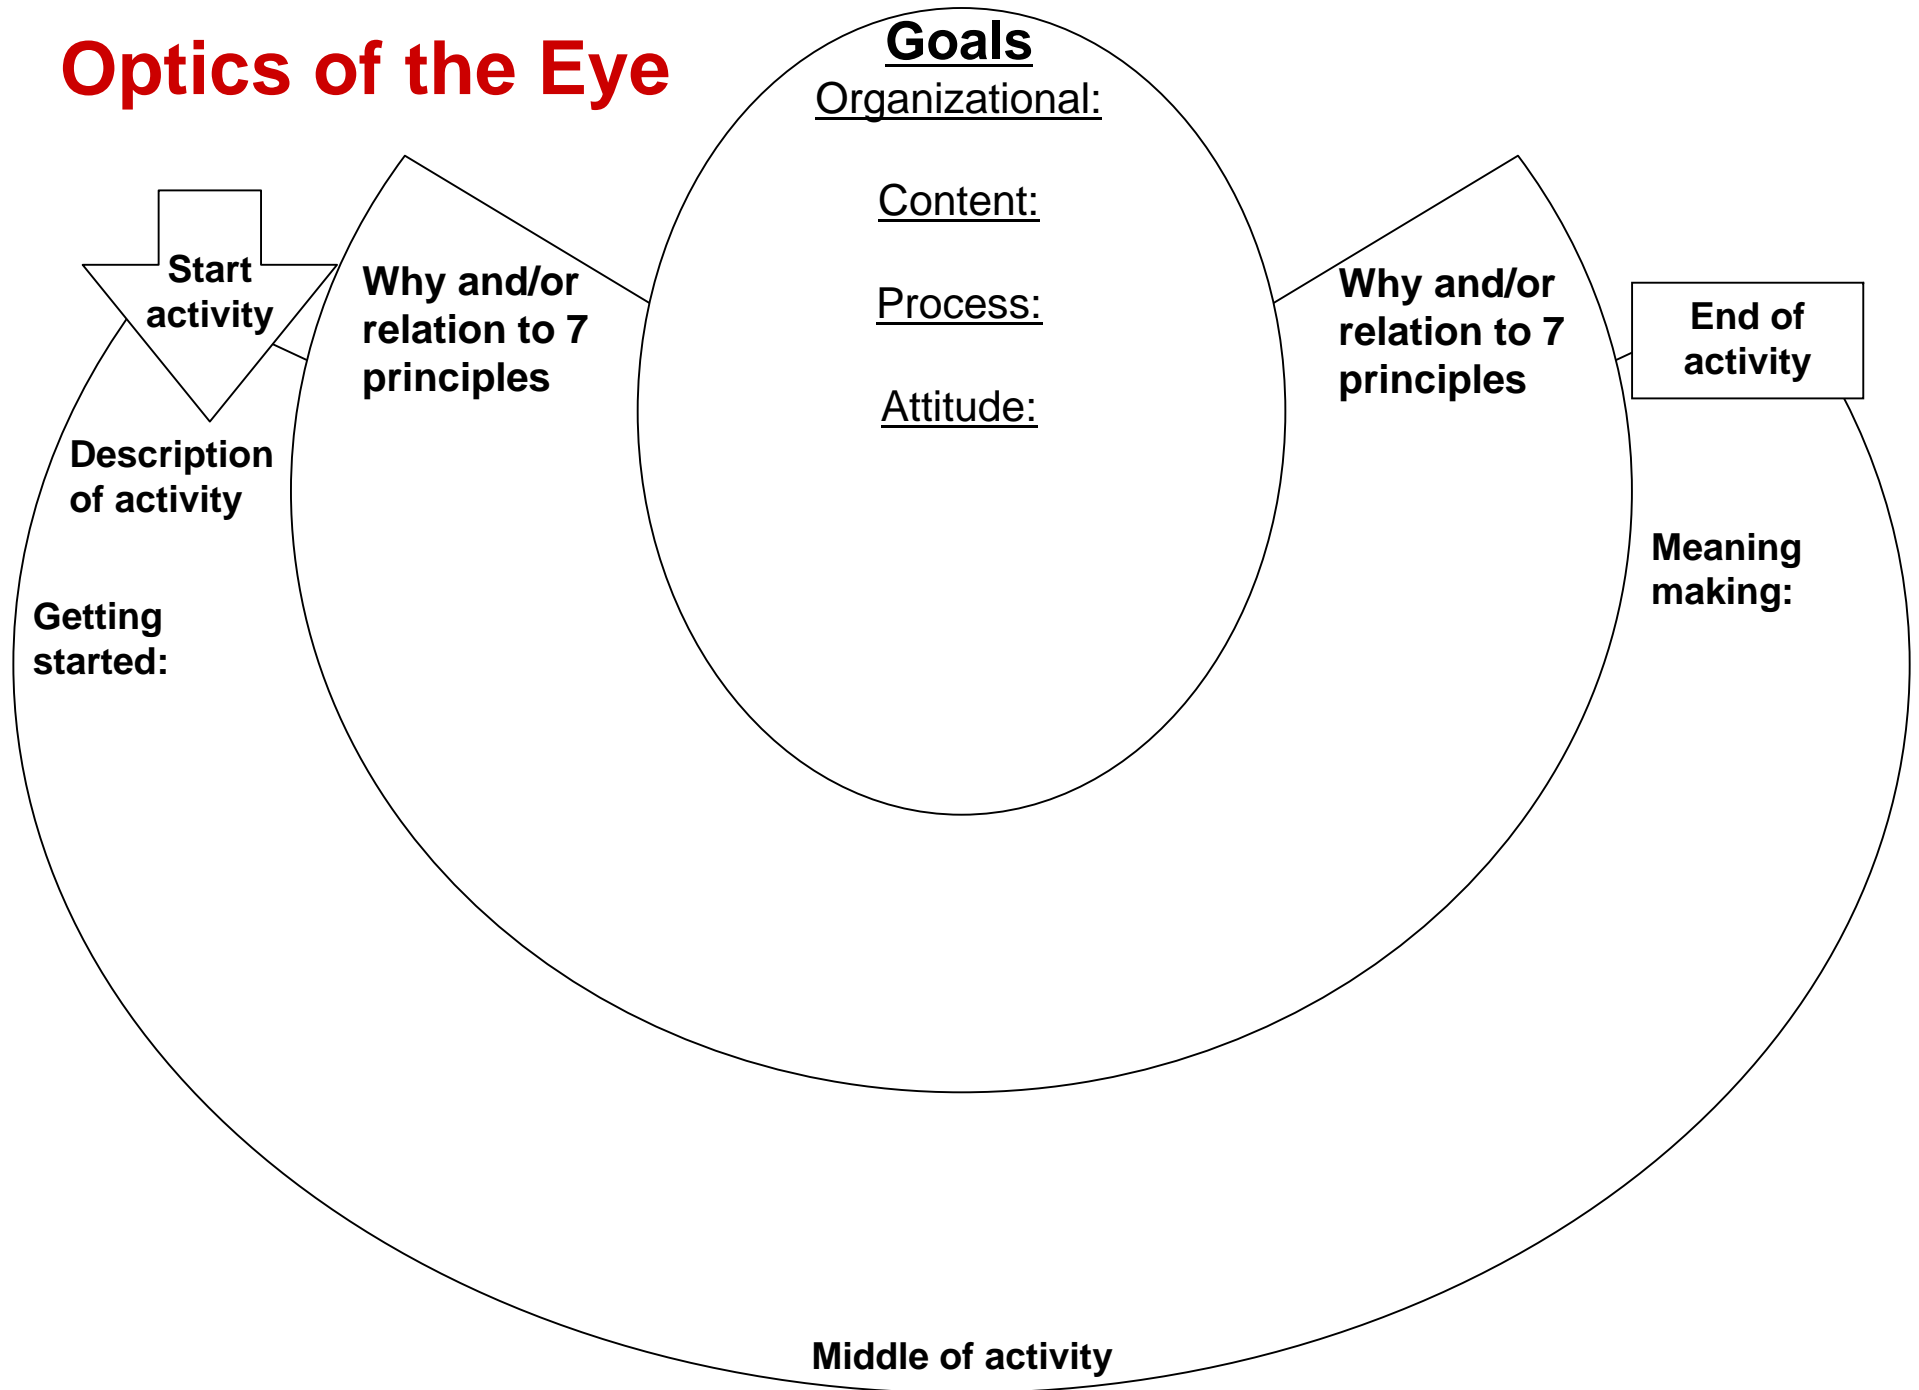 Optics of the Eye
Goals
Organizational:
Content:
Process:
Attitude:
Start
activity
Why and/or
relation to 7
principles
Why and/or
relation to 7
principles
End of
activity
Description
of activity
Getting
started:
Meaning
making:
Middle of activity